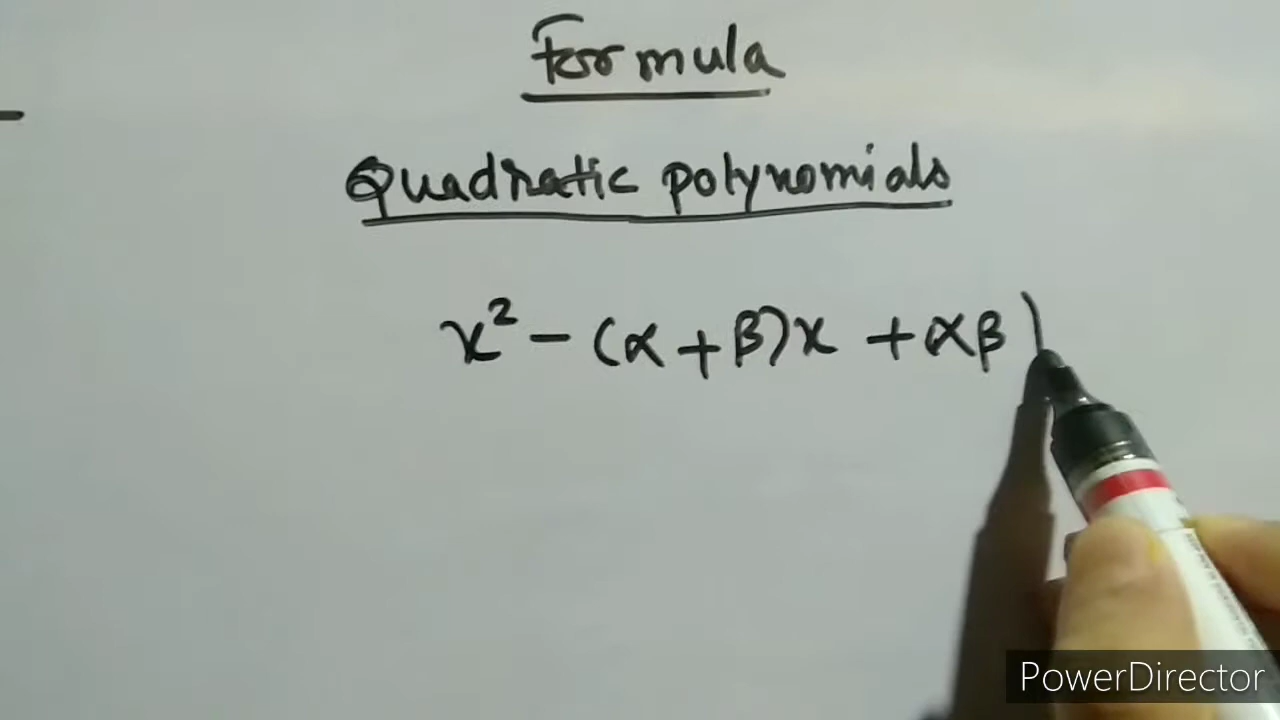 Formula
Quadratic polynomials
x² - (α + β)x + αβ )
PowerDirector